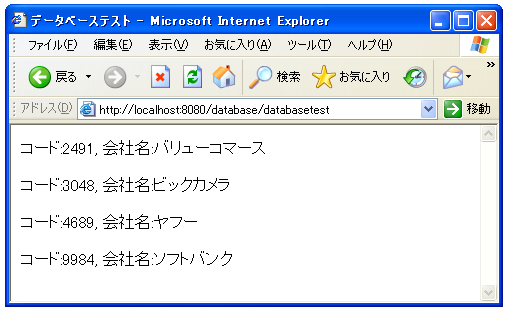 データベーステスト - Microsoft Internet Explorer
ファイル(F) 編集(E) 表示(V) お気に入り(A) ツール(T) ヘルプ(H)
戻る 検索 お気に入り »
アドレス(D) http://localhost:8080/database/databasetest 移動
コード:2491, 会社名:バリューコマース
コード:3048, 会社名:ビックカメラ
コード:4689, 会社名:ヤフー
コード:9984, 会社名:ソフトバンク